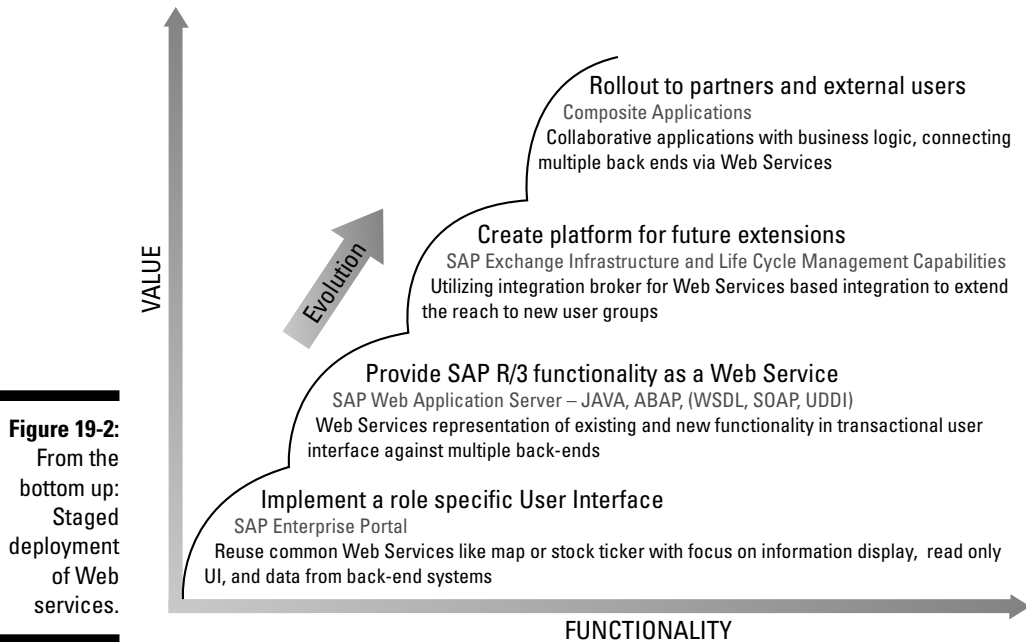 Rollout to partners and external users
Composite Applications
Collaborative applications with business logic, connecting
multiple back ends via Web Services
Create platform for future extensions
SAP Exchange Infrastructure and Life Cycle Management Capabilities
Utilizing integration broker for Web Services based integration to extend
the reach to new user groups
Evolution
VALUE
Provide SAP R/3 functionality as a Web Service
SAP Web Application Server – JAVA, ABAP, (WSDL, SOAP, UDDI)
Web Services representation of existing and new functionality in transactional user
interface against multiple back-ends
Implement a role specific User Interface
SAP Enterprise Portal
Reuse common Web Services like map or stock ticker with focus on information display, read only
UI, and data from back-end systems
FUNCTIONALITY
Figure 19-2:
From the
bottom up:
Staged
deployment
of Web
services.